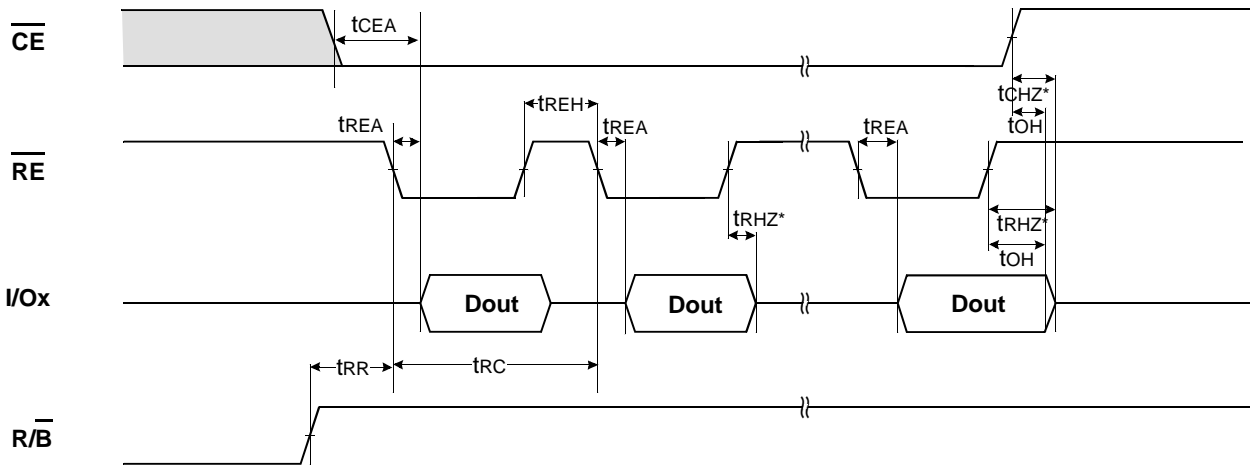 CE
tCEA
tCHZ*
tREH
tOH
tREA
tREA
tREA
RE
tRHZ*
tRHZ*
tOH
I/Ox
Dout
Dout
Dout
tRR
tRC
R/B